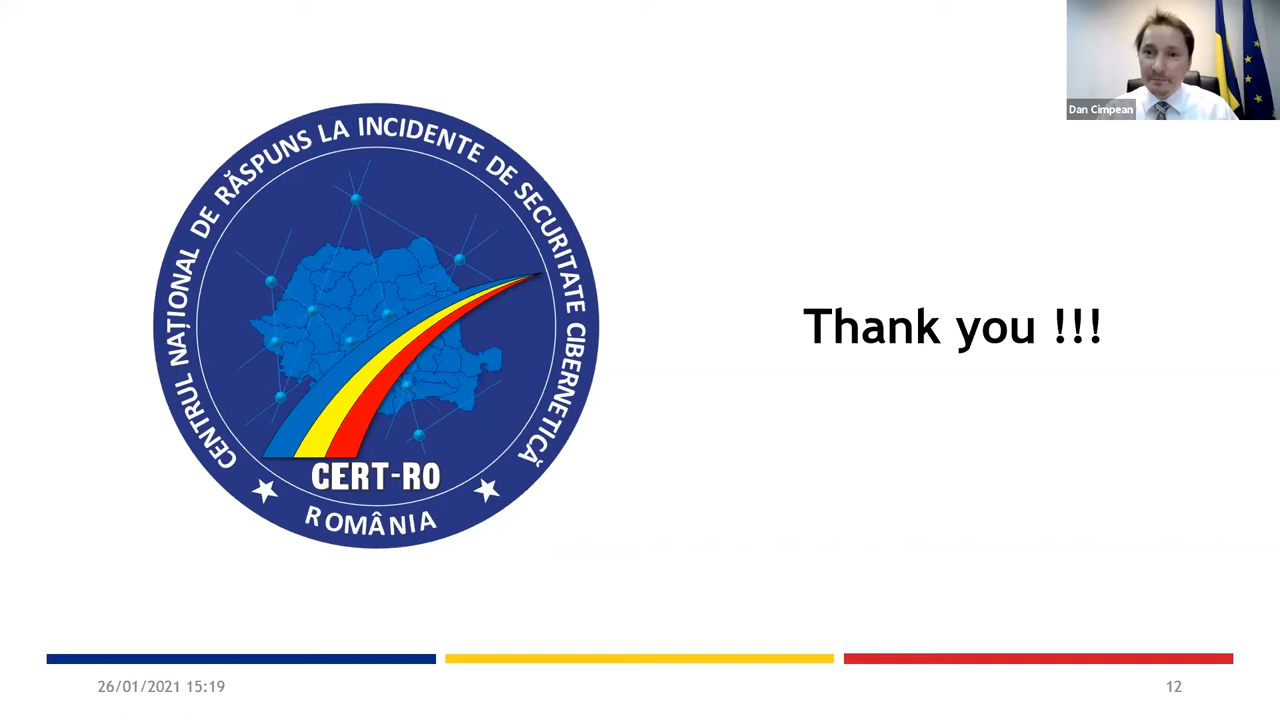 Dan Cimpean
CENTRUL NAȚIONAL DE RĂSPUNS LA INCIDENTE DE SECURITATE CIBERNETICĂ
CERT-RO
ROMÂNIA
Thank you !!!
26/01/2021 15:19
12